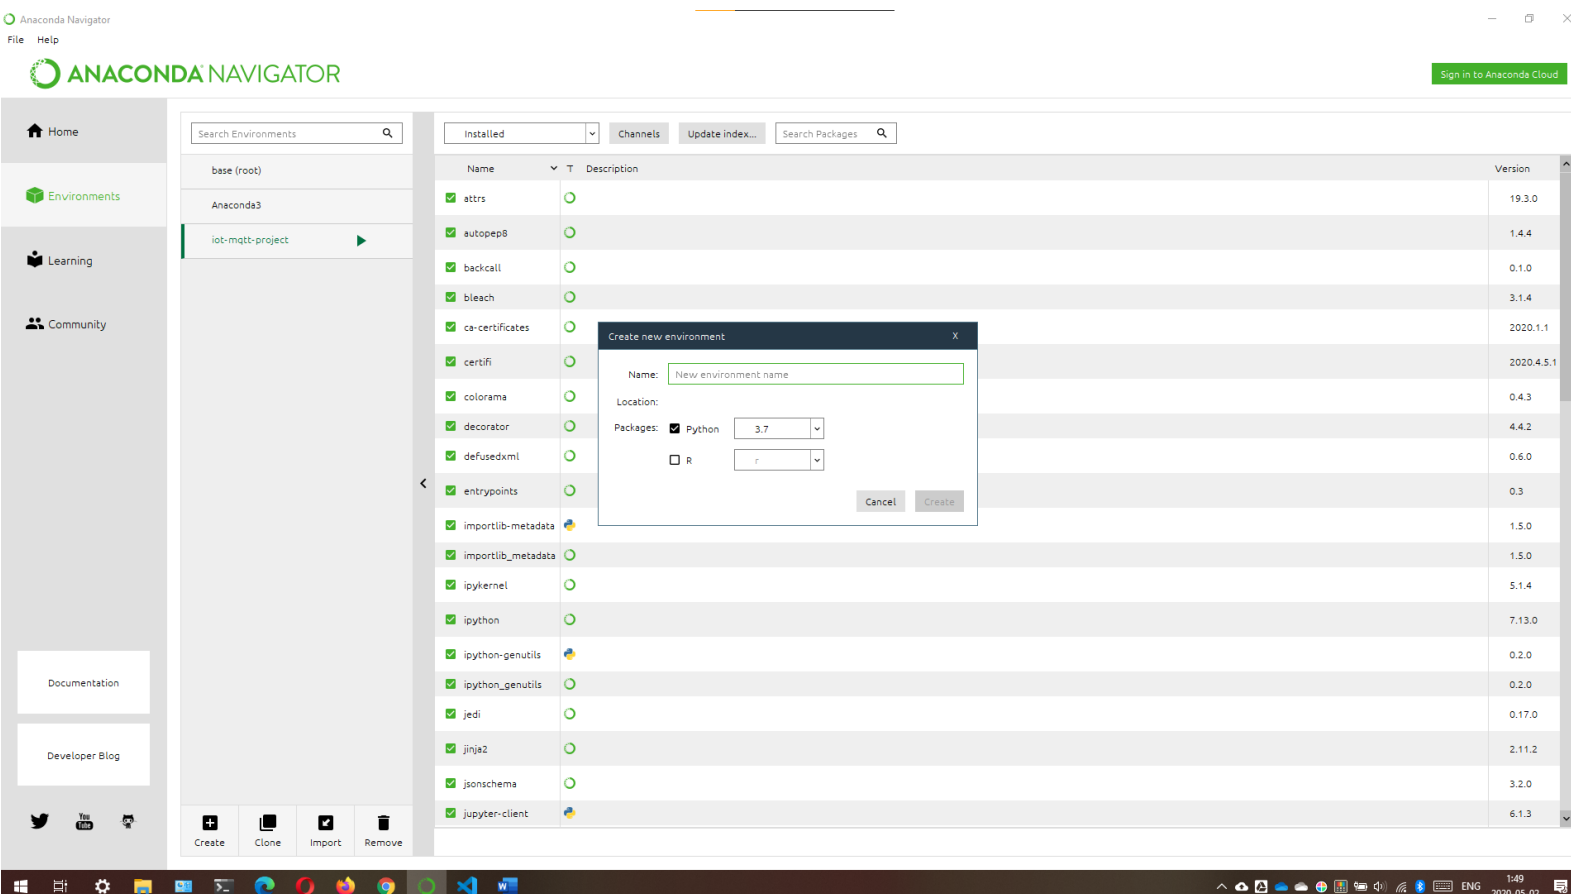 Anaconda Navigator
File Help
ANACONDA NAVIGATOR
Sign in to Anaconda Cloud
Home
Environments
Learning
Community
Documentation
Developer Blog
You
Tube
Search Environments
base (root)
Anaconda3
iot-mqtt-project
Create Clone Import Remove
Installed Channels Update index... Search Packages
Name T Description Version
attrs 19.3.0
autopep8 1.4.4
backcall 0.1.0
bleach 3.1.4
ca-certificates 2020.1.1
certifi 2020.4.5.1
colorama 0.4.3
decorator 4.4.2
defusedxml 0.6.0
entrypoints 0.3
importlib-metadata 1.5.0
importlib_metadata 1.5.0
ipykernel 5.1.4
ipython 7.13.0
ipython-genutils 0.2.0
ipython_genutils 0.2.0
jedi 0.17.0
jinja2 2.11.2
jsonschema 3.2.0
jupyter-client 6.1.3
Create new environment X
Name: New environment name
Location:
Packages: Python 3.7
R r
Cancel Create
ENG 1:49
2020-05-02